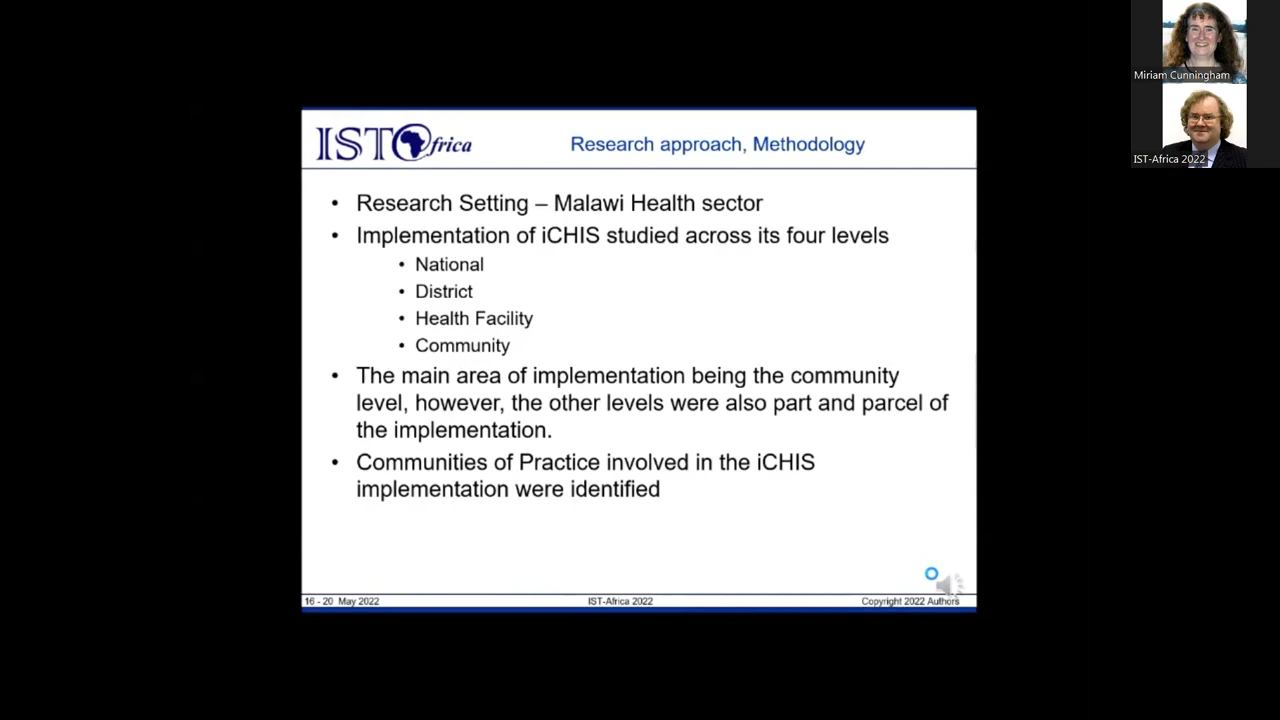 Miriam Cunningham
IST-Africa 2022
ISTAfrica
Research approach, Methodology
• Research Setting – Malawi Health sector
• Implementation of iCHIS studied across its four levels
• National
• District
• Health Facility
• Community
• The main area of implementation being the community
level, however, the other levels were also part and parcel of
the implementation.
• Communities of Practice involved in the iCHIS
implementation were identified
16 - 20 May 2022
IST-Africa 2022
Copyright 2022 Authors